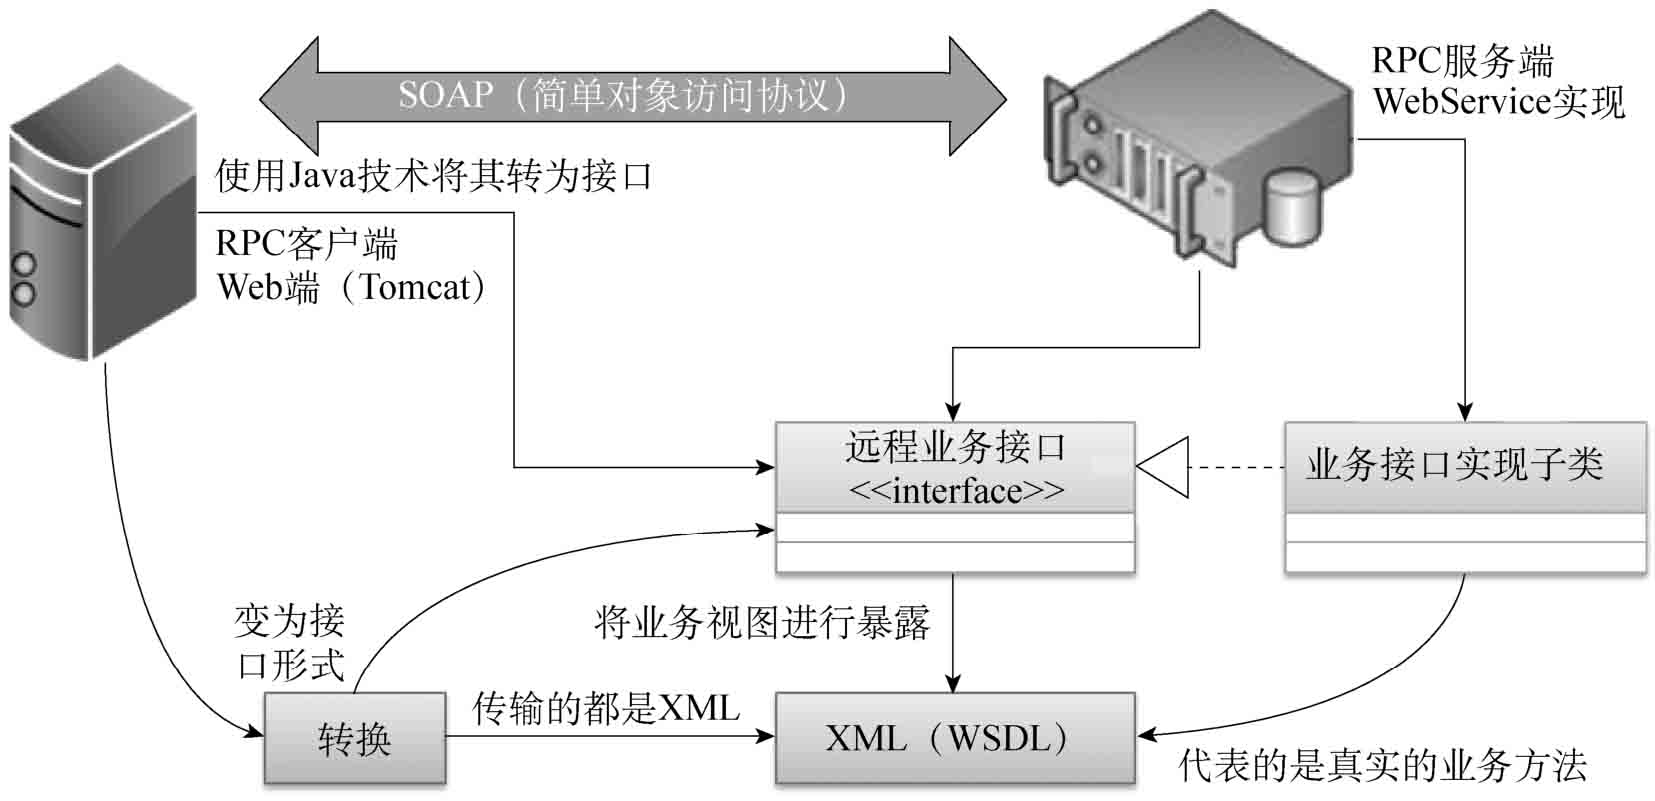 SOAP（简单对象访问协议）
RPC服务端
WebService实现
使用Java技术将其转为接口
RPC客户端
Web端（Tomcat）
远程业务接口
<<interface>>
业务接口实现子类
变为接
口形式
将业务视图进行暴露
转换
传输的都是XML
XML（WSDL）
代表的是真实的业务方法